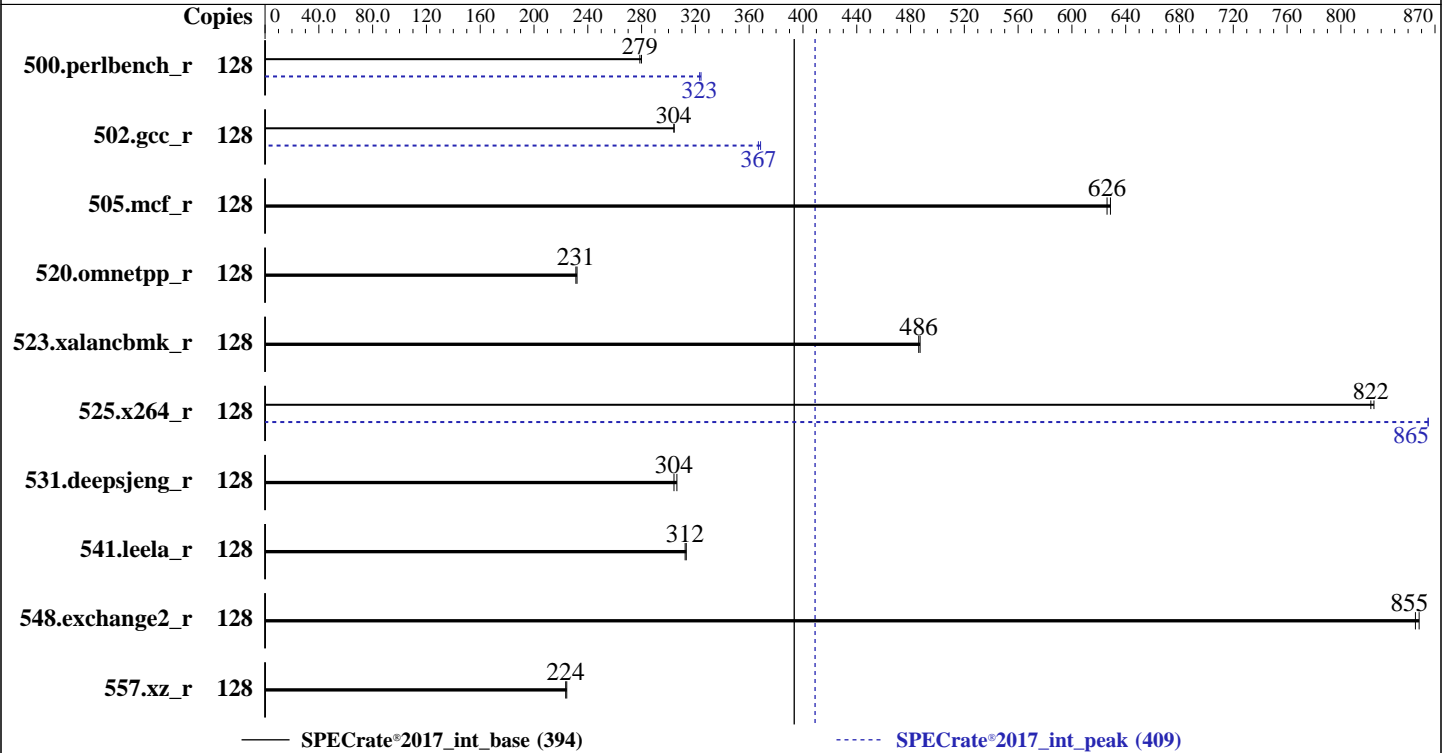 Copies 0 40.0 80.0 120 160 200 240 280 320 360 400 440 480 520 560 600 640 680 720 760 800 870
279
500.perlbench_r 128
323
304
502.gcc_r 128
367
626
505.mcf_r 128
231
520.omnetpp_r 128
486
523.xalancbmk_r 128
822
525.x264_r 128
865
304
531.deepsjeng_r 128
312
541.leela_r 128
855
548.exchange2_r 128
224
557.xz_r 128
SPECrate®2017_int_base (394) SPECrate®2017_int_peak (409)